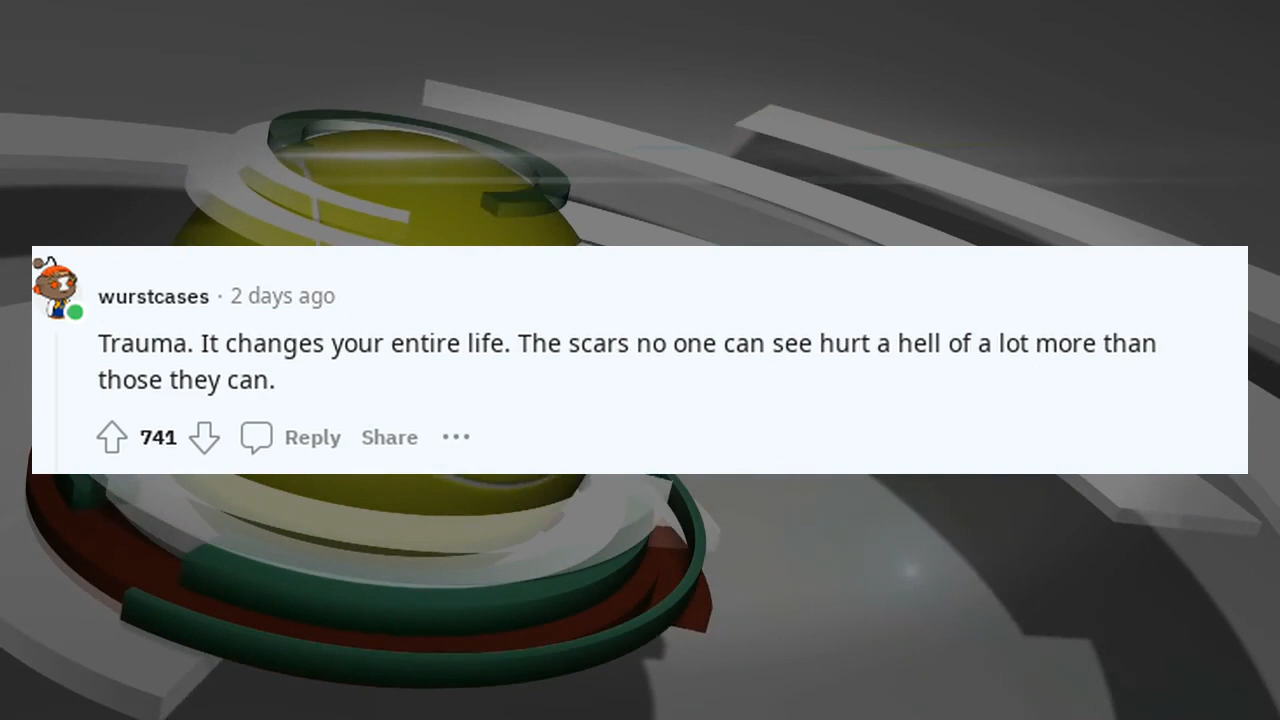 wurstcases · 2 days ago
Trauma. It changes your entire life. The scars no one can see hurt a hell of a lot more than
those they can.
741 Reply Share ···